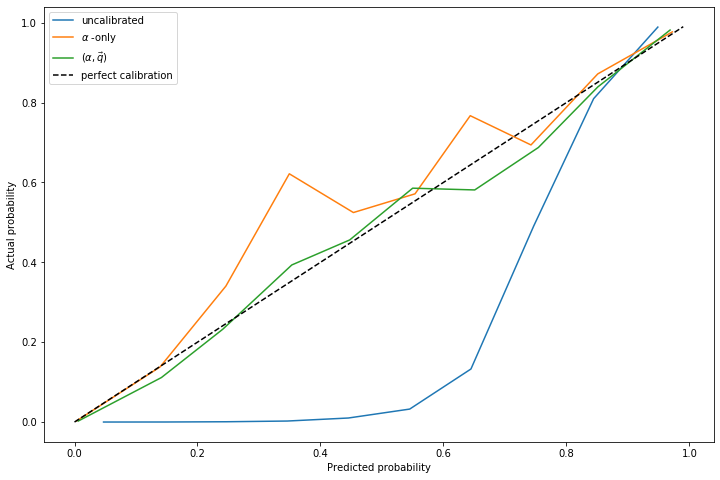 uncalibrated
α -only
(α, q⃗)
perfect calibration
1.0
0.8
0.6
0.4
0.2
0.0
Actual probability
0.0 0.2 0.4 0.6 0.8 1.0
Predicted probability